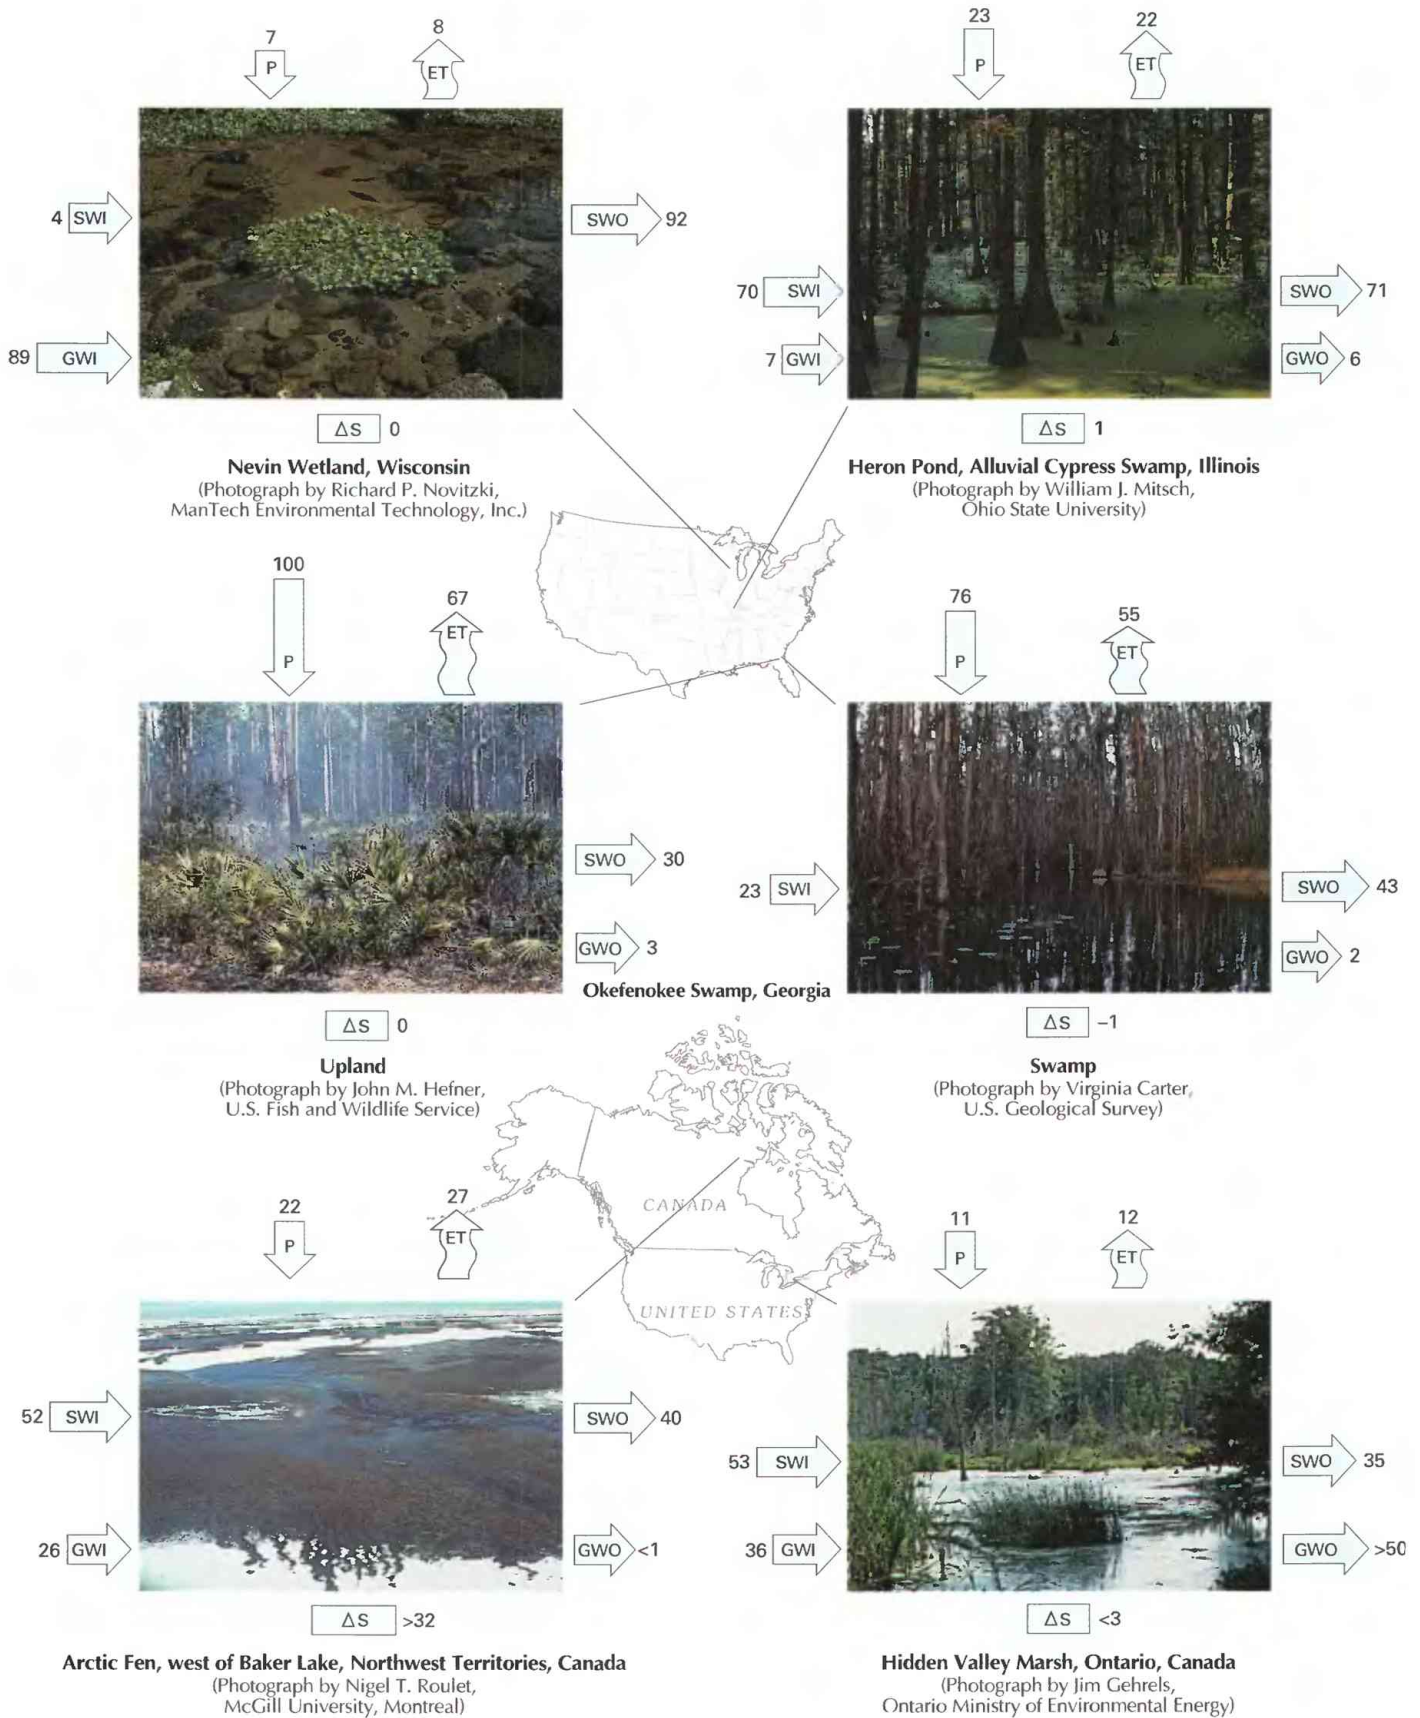 7
P
8
ET
4 SWI
SWO 92
89 GWI
ΔS 0
Nevin Wetland, Wisconsin
(Photograph by Richard P. Novitzki,
ManTech Environmental Technology, Inc.)
23
P
22
ET
70 SWI
SWO 71
7 GWI
GWO 6
ΔS 1
Heron Pond, Alluvial Cypress Swamp, Illinois
(Photograph by William J. Mitsch,
Ohio State University)
100
P
67
ET
SWO 30
GWO 3
ΔS 0
Upland
(Photograph by John M. Hefner,
U.S. Fish and Wildlife Service)
Okefenokee Swamp, Georgia
76
P
55
ET
23 SWI
SWO 43
GWO 2
ΔS –1
Swamp
(Photograph by Virginia Carter,
U.S. Geological Survey)
CANADA
UNITED STATES
22
P
27
ET
52 SWI
SWO 40
26 GWI
GWO <1
ΔS >32
Arctic Fen, west of Baker Lake, Northwest Territories, Canada
(Photograph by Nigel T. Roulet,
McGill University, Montreal)
11
P
12
ET
53 SWI
SWO 35
36 GWI
GWO >50
ΔS <3
Hidden Valley Marsh, Ontario, Canada
(Photograph by Jim Gehrels,
Ontario Ministry of Environmental Energy)